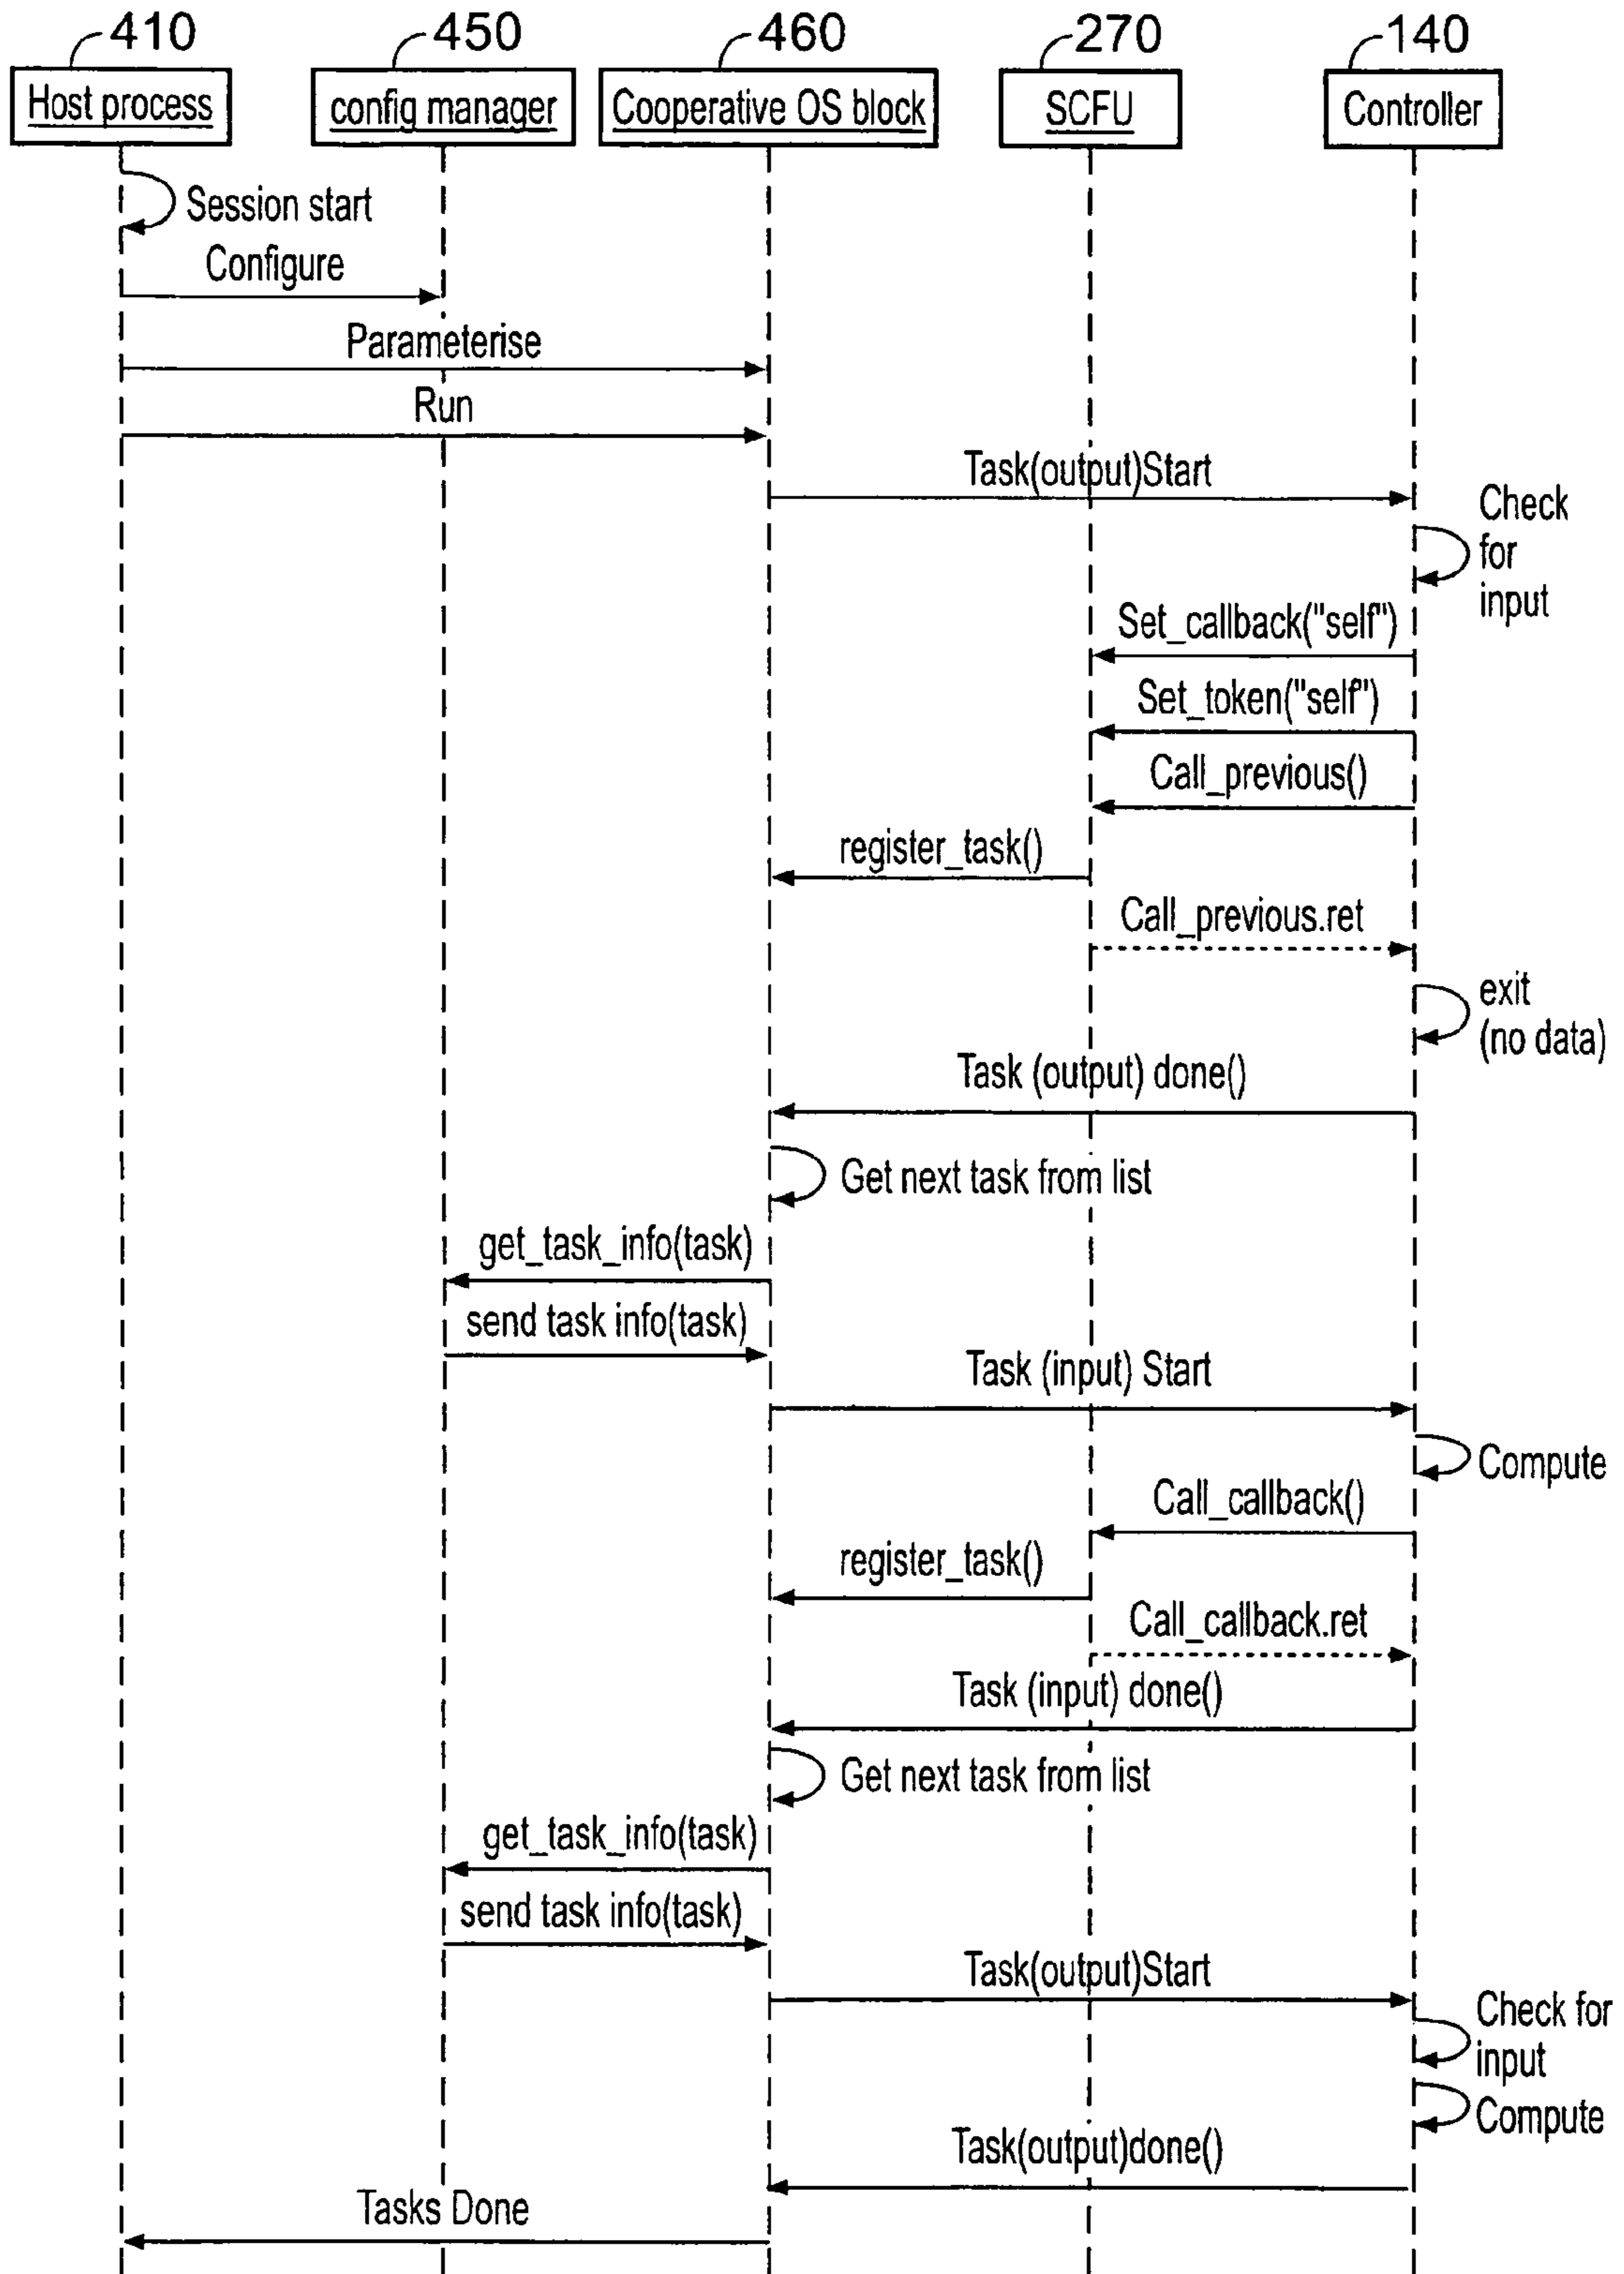 410
450
460
270
140
Host process
config manager
Cooperative OS block
SCFU
Controller
Session start
Configure
Parameterise
Run
Task(output)Start
Check
for
input
Set_callback("self")
Set_token("self")
Call_previous()
register_task()
Call_previous.ret
exit
(no data)
Task (output) done()
Get next task from list
get_task_info(task)
send task info(task)
Task (input) Start
Compute
Call_callback()
register_task()
Call_callback.ret
Task (input) done()
Get next task from list
get_task_info(task)
send task info(task)
Task(output)Start
Check for
input
Compute
Task(output)done()
Tasks Done